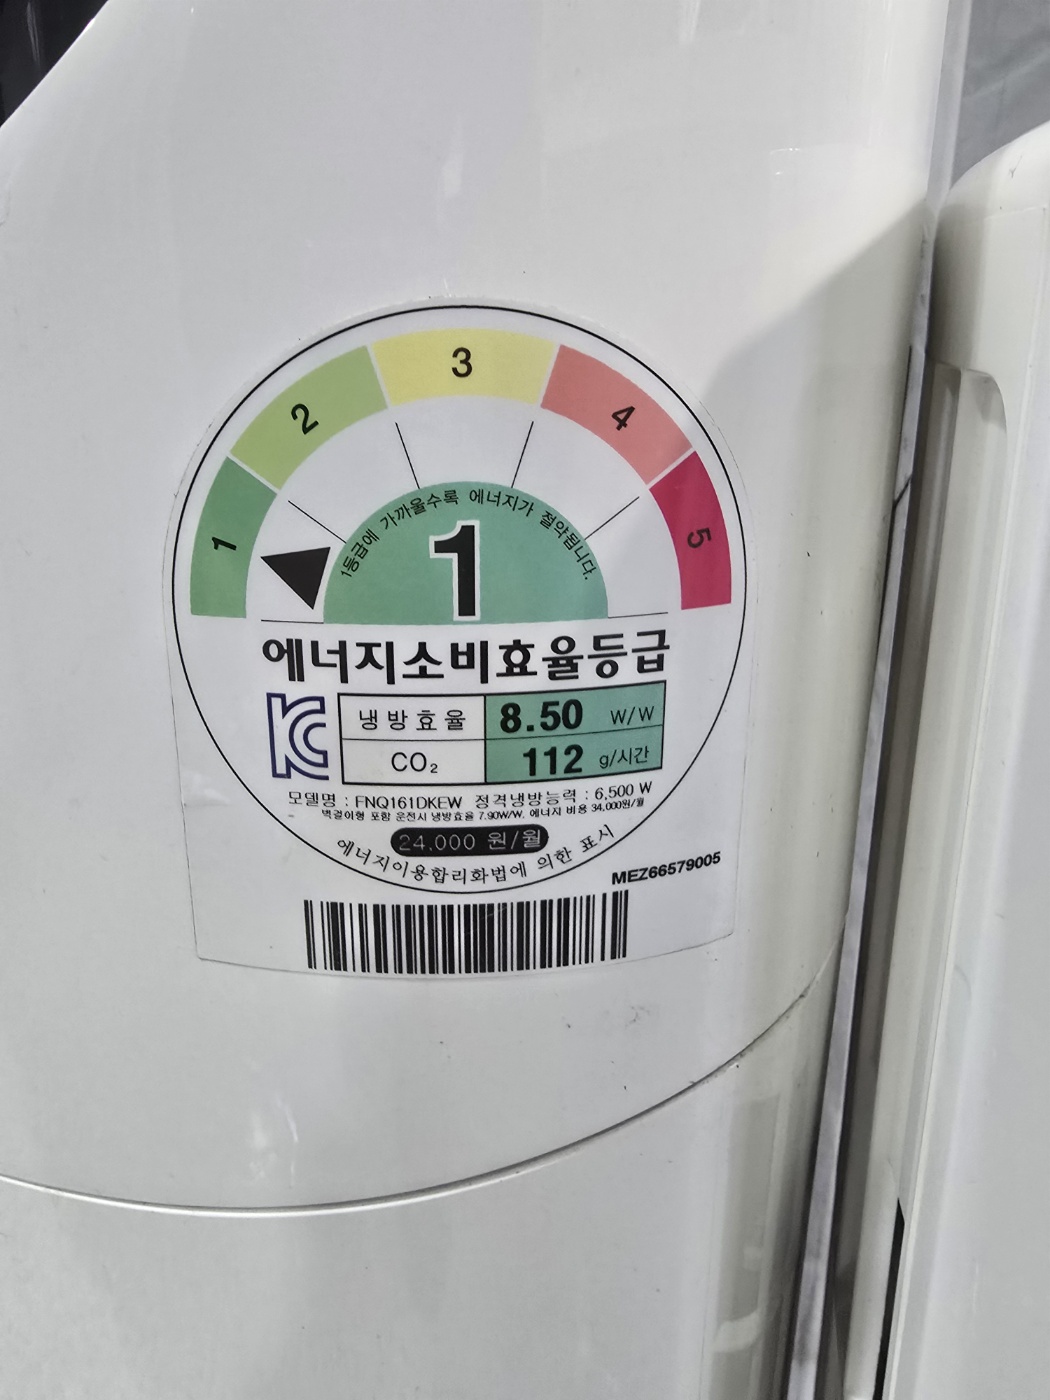 1
2
3
4
5
1등급에 가까울수록 에너지가 절약됩니다.
1
에너지소비효율등급
KC
냉방효율 8.50 W/W
CO₂ 112 g/시간
모델명 : FNQ161DKEW 정격냉방능력 : 6,500 W
벽걸이형 포함 운전시 냉방효율 7.90W/W, 에너지 비용 34,000원/월
24,000 원/월
에너지이용합리화법에 의한 표시
MEZ66579005